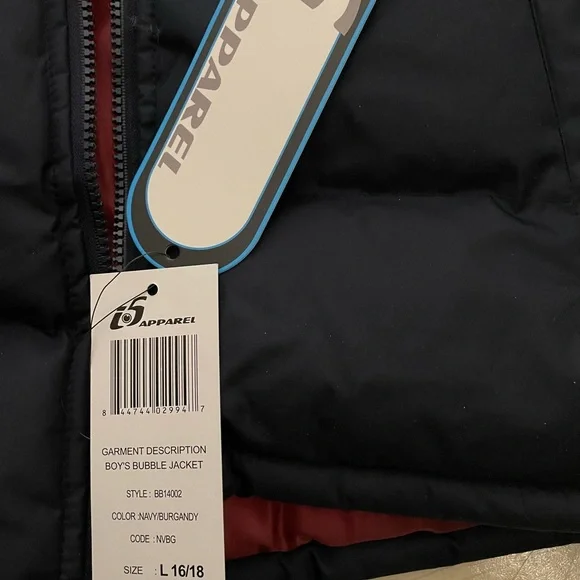 APPAREL
i5 APPAREL
8 44744 02994 7
GARMENT DESCRIPTION
BOY'S BUBBLE JACKET
STYLE : BB14002
COLOR :NAVY/BURGANDY
CODE : NVBG
SIZE : L 16/18